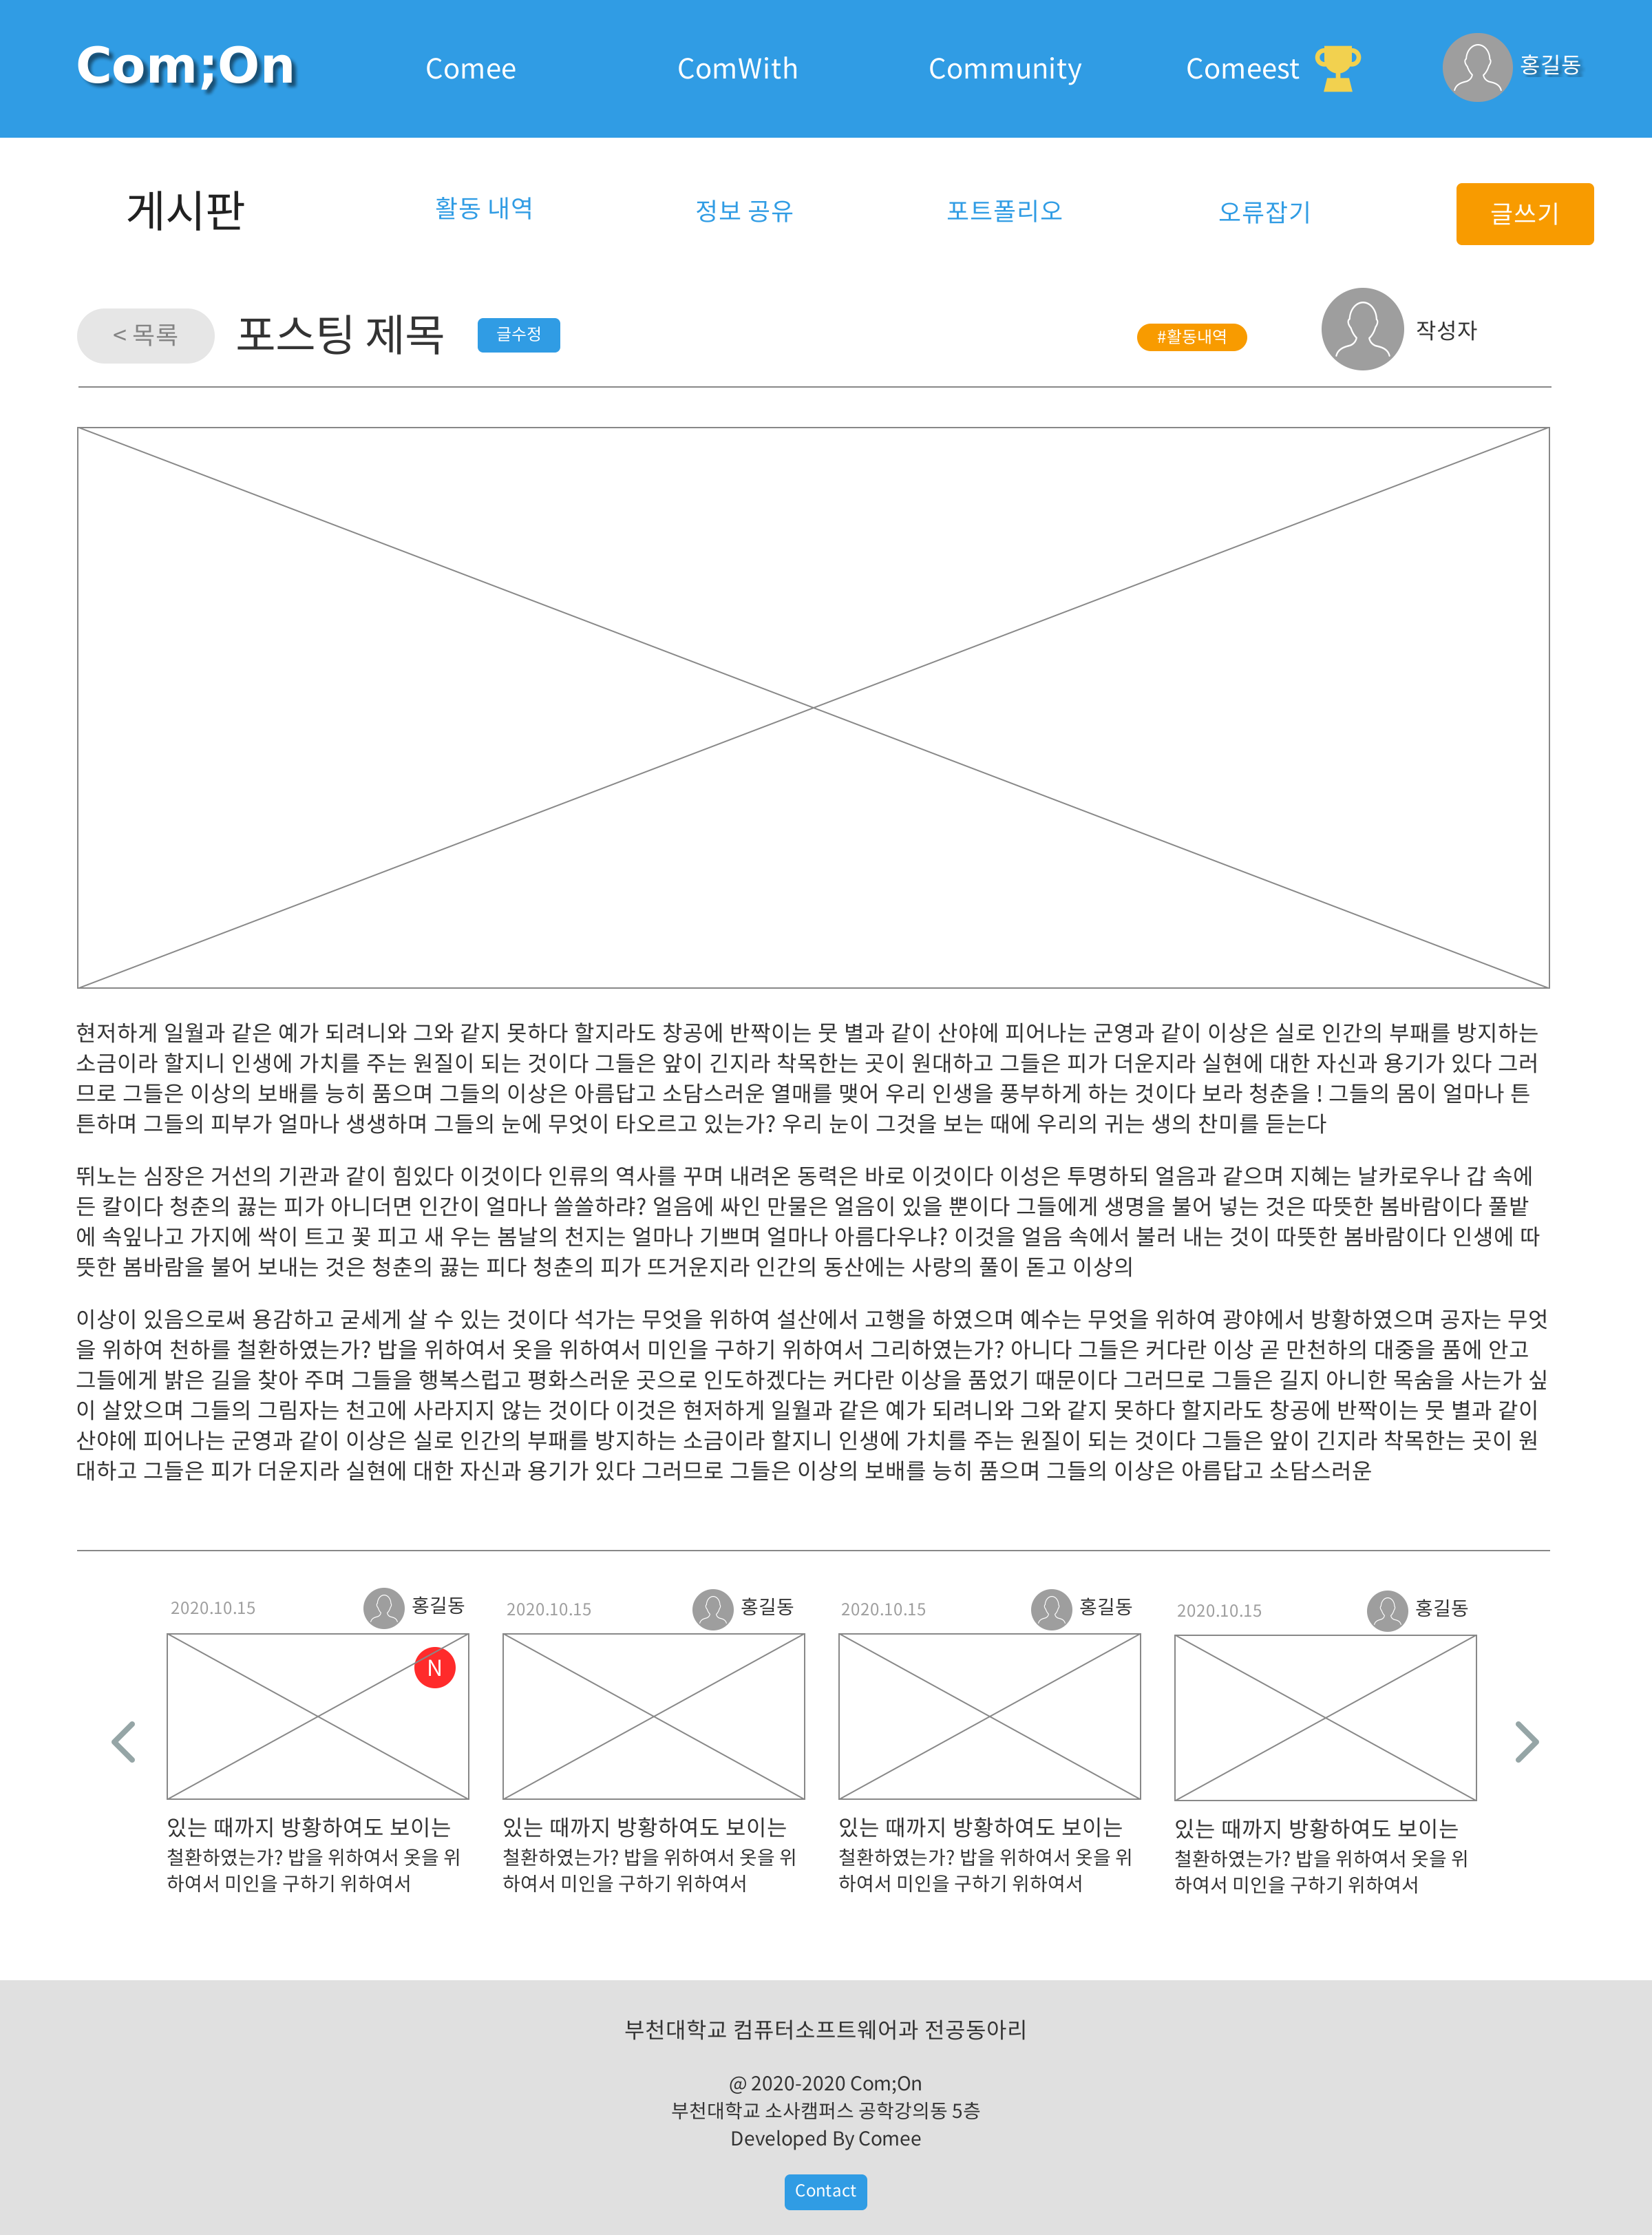 Com;On
Comee
ComWith
Community
Comeest
홍길동
게시판
활동 내역
정보 공유
포트폴리오
오류잡기
글쓰기
< 목록
포스팅 제목
글수정
#활동내역
작성자
현저하게 일월과 같은 예가 되려니와 그와 같지 못하다 할지라도 창공에 반짝이는 뭇 별과 같이 산야에 피어나는 군영과 같이 이상은 실로 인간의 부패를 방지하는
소금이라 할지니 인생에 가치를 주는 원질이 되는 것이다 그들은 앞이 긴지라 착목한는 곳이 원대하고 그들은 피가 더운지라 실현에 대한 자신과 용기가 있다 그러
므로 그들은 이상의 보배를 능히 품으며 그들의 이상은 아름답고 소담스러운 열매를 맺어 우리 인생을 풍부하게 하는 것이다 보라 청춘을 ! 그들의 몸이 얼마나 튼
튼하며 그들의 피부가 얼마나 생생하며 그들의 눈에 무엇이 타오르고 있는가? 우리 눈이 그것을 보는 때에 우리의 귀는 생의 찬미를 듣는다
뛰노는 심장은 거선의 기관과 같이 힘있다 이것이다 인류의 역사를 꾸며 내려온 동력은 바로 이것이다 이성은 투명하되 얼음과 같으며 지혜는 날카로우나 갑 속에
든 칼이다 청춘의 끓는 피가 아니더면 인간이 얼마나 쓸쓸하랴? 얼음에 싸인 만물은 얼음이 있을 뿐이다 그들에게 생명을 불어 넣는 것은 따뜻한 봄바람이다 풀밭
에 속잎나고 가지에 싹이 트고 꽃 피고 새 우는 봄날의 천지는 얼마나 기쁘며 얼마나 아름다우냐? 이것을 얼음 속에서 불러 내는 것이 따뜻한 봄바람이다 인생에 따
뜻한 봄바람을 불어 보내는 것은 청춘의 끓는 피다 청춘의 피가 뜨거운지라 인간의 동산에는 사랑의 풀이 돋고 이상의
이상이 있음으로써 용감하고 굳세게 살 수 있는 것이다 석가는 무엇을 위하여 설산에서 고행을 하였으며 예수는 무엇을 위하여 광야에서 방황하였으며 공자는 무엇
을 위하여 천하를 철환하였는가? 밥을 위하여서 옷을 위하여서 미인을 구하기 위하여서 그리하였는가? 아니다 그들은 커다란 이상 곧 만천하의 대중을 품에 안고
그들에게 밝은 길을 찾아 주며 그들을 행복스럽고 평화스러운 곳으로 인도하겠다는 커다란 이상을 품었기 때문이다 그러므로 그들은 길지 아니한 목숨을 사는가 싶
이 살았으며 그들의 그림자는 천고에 사라지지 않는 것이다 이것은 현저하게 일월과 같은 예가 되려니와 그와 같지 못하다 할지라도 창공에 반짝이는 뭇 별과 같이
산야에 피어나는 군영과 같이 이상은 실로 인간의 부패를 방지하는 소금이라 할지니 인생에 가치를 주는 원질이 되는 것이다 그들은 앞이 긴지라 착목한는 곳이 원
대하고 그들은 피가 더운지라 실현에 대한 자신과 용기가 있다 그러므로 그들은 이상의 보배를 능히 품으며 그들의 이상은 아름답고 소담스러운
2020.10.15
홍길동
N
있는 때까지 방황하여도 보이는
철환하였는가? 밥을 위하여서 옷을 위
하여서 미인을 구하기 위하여서
2020.10.15
홍길동
있는 때까지 방황하여도 보이는
철환하였는가? 밥을 위하여서 옷을 위
하여서 미인을 구하기 위하여서
2020.10.15
홍길동
있는 때까지 방황하여도 보이는
철환하였는가? 밥을 위하여서 옷을 위
하여서 미인을 구하기 위하여서
2020.10.15
홍길동
있는 때까지 방황하여도 보이는
철환하였는가? 밥을 위하여서 옷을 위
하여서 미인을 구하기 위하여서
부천대학교 컴퓨터소프트웨어과 전공동아리
@ 2020-2020 Com;On
부천대학교 소사캠퍼스 공학강의동 5층
Developed By Comee
Contact